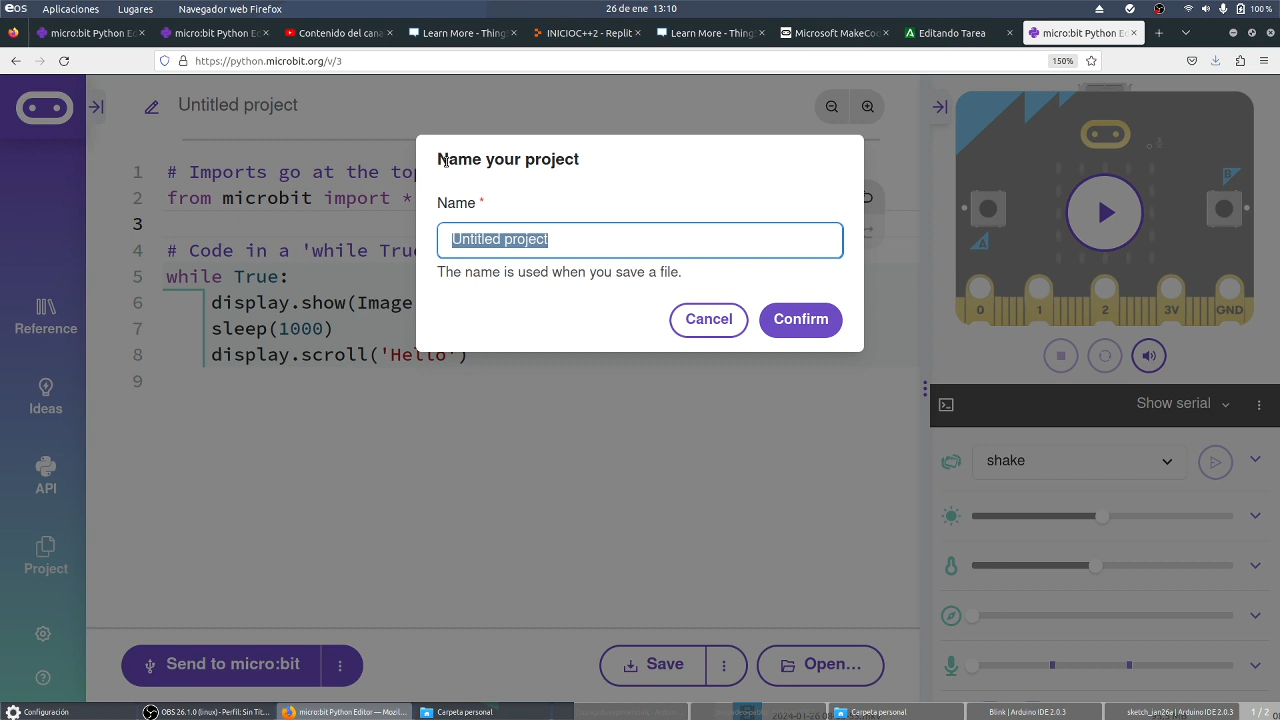 eos Aplicaciones Lugares Navegador web Firefox 26 de ene 13:10 100 %
micro:bit Python Ed micro:bit Python Ed Contenido del cana Learn More - Thing INICIOC++2 - Replit Learn More - Thing Microsoft MakeCod Editando Tarea micro:bit Python Ed
https://python.microbit.org/v/3 150%
Untitled project
1 # Imports go at the top
2 from microbit import *
3
4 # Code in a 'while True
5 while True:
6 display.show(Image
7 sleep(1000)
8 display.scroll('Hello')
9
Name your project
Name *
Untitled project
The name is used when you save a file.
Cancel Confirm
Reference
Ideas
API
Project
A
B
0 1 2 3V GND
Show serial
shake
Send to micro:bit Save Open...
Configuración OBS 26.1.0 (linux) - Perfil: Sin Tit... micro:bit Python Editor — Mozil... Carpeta personal Carpeta personal Blink | Arduino IDE 2.0.3 sketch_jan26a | Arduino IDE 2.0.3 1 / 2